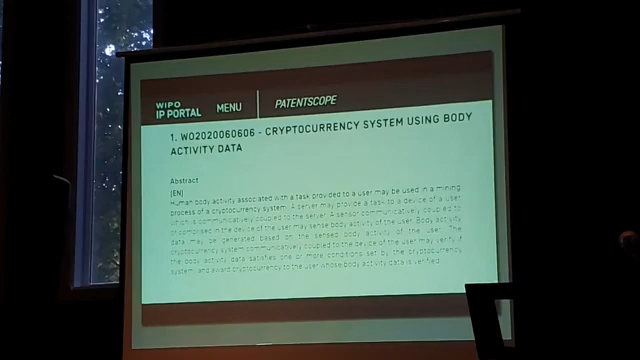 WIPO
IP PORTAL MENU PATENTSCOPE
1. WO2020060606 - CRYPTOCURRENCY SYSTEM USING BODY
ACTIVITY DATA
Abstract
[EN]
Human body activity associated with a task provided to a user may be used in a mining
process of a cryptocurrency system. A server may provide a task to a device of a user
which is communicatively coupled to the server. A sensor communicatively coupled to
or comprised in the device of the user may sense body activity of the user. Body activity
data may be generated based on the sensed body activity of the user. The
cryptocurrency system communicatively coupled to the device of the user may verify if
the body activity data satisfies one or more conditions set by the cryptocurrency
system, and award cryptocurrency to the user whose body activity data is verified.